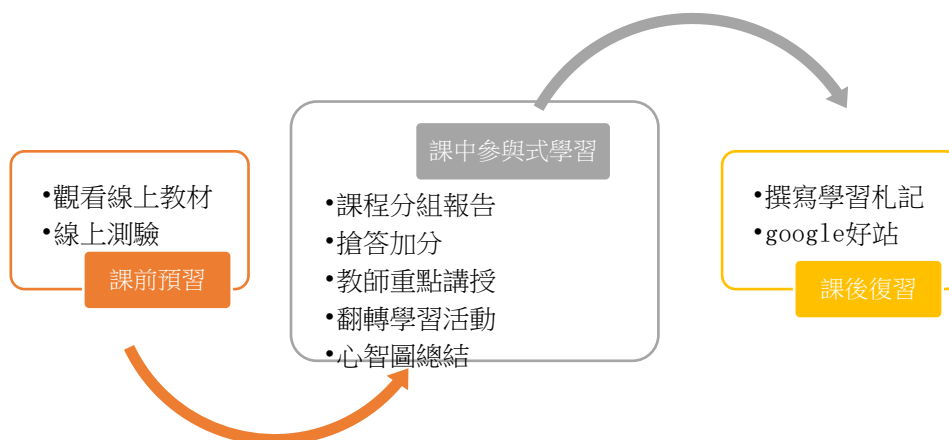 •觀看線上教材
•線上測驗
課前預習
課中參與式學習
•課程分組報告
•搶答加分
•教師重點講授
•翻轉學習活動
•心智圖總結
•撰寫學習札記
•google好站
課後復習